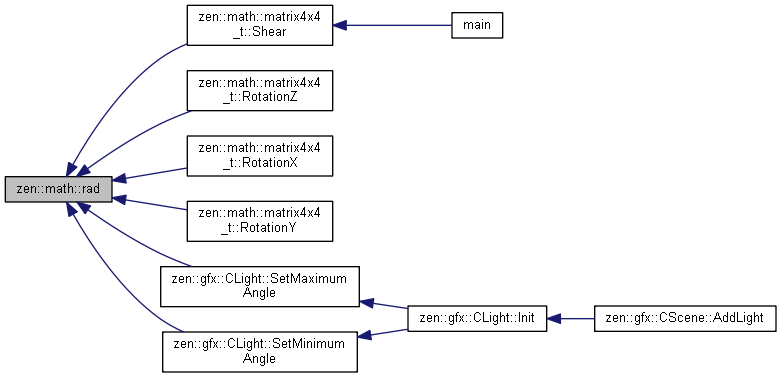 zen::math::matrix4x4
_t::Shear
main
zen::math::matrix4x4
_t::RotationZ
zen::math::matrix4x4
_t::RotationX
zen::math::rad
zen::math::matrix4x4
_t::RotationY
zen::gfx::CLight::SetMaximum
Angle
zen::gfx::CLight::Init
zen::gfx::CScene::AddLight
zen::gfx::CLight::SetMinimum
Angle